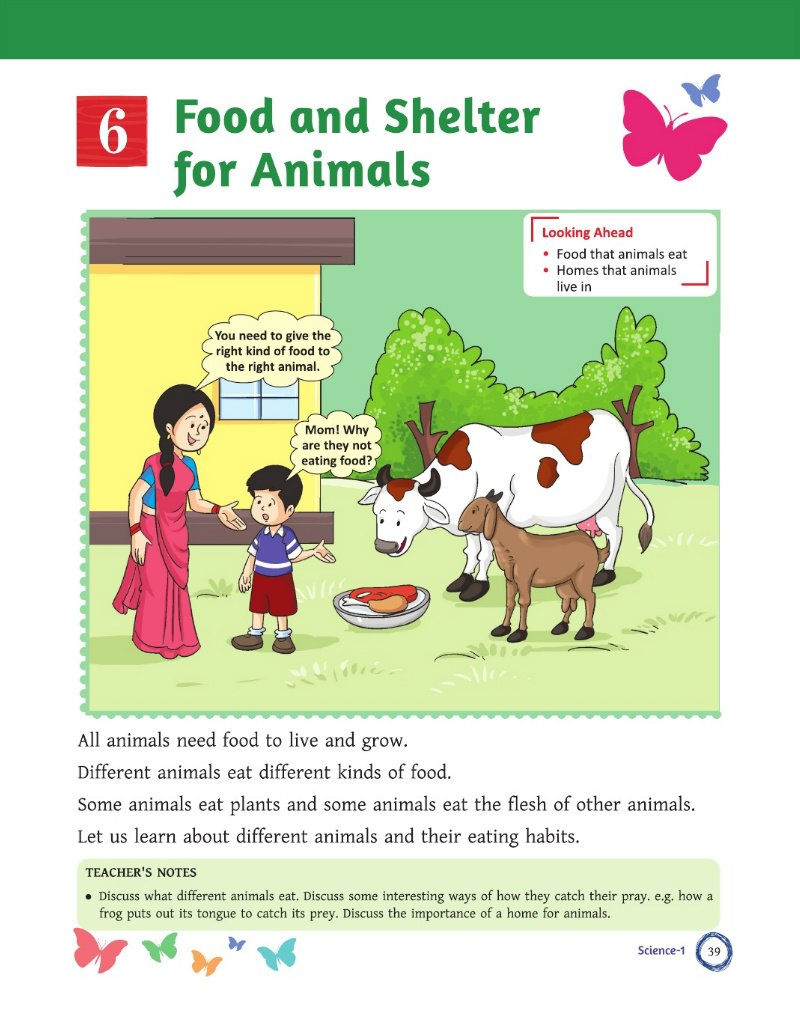 6
Food and Shelter
for Animals
Looking Ahead
• Food that animals eat
• Homes that animals
live in
You need to give the
right kind of food to
the right animal.
Mom! Why
are they not
eating food?
All animals need food to live and grow.
Different animals eat different kinds of food.
Some animals eat plants and some animals eat the flesh of other animals.
Let us learn about different animals and their eating habits.
TEACHER'S NOTES
• Discuss what different animals eat. Discuss some interesting ways of how they catch their pray. e.g. how a
frog puts out its tongue to catch its prey. Discuss the importance of a home for animals.
Science-1 39